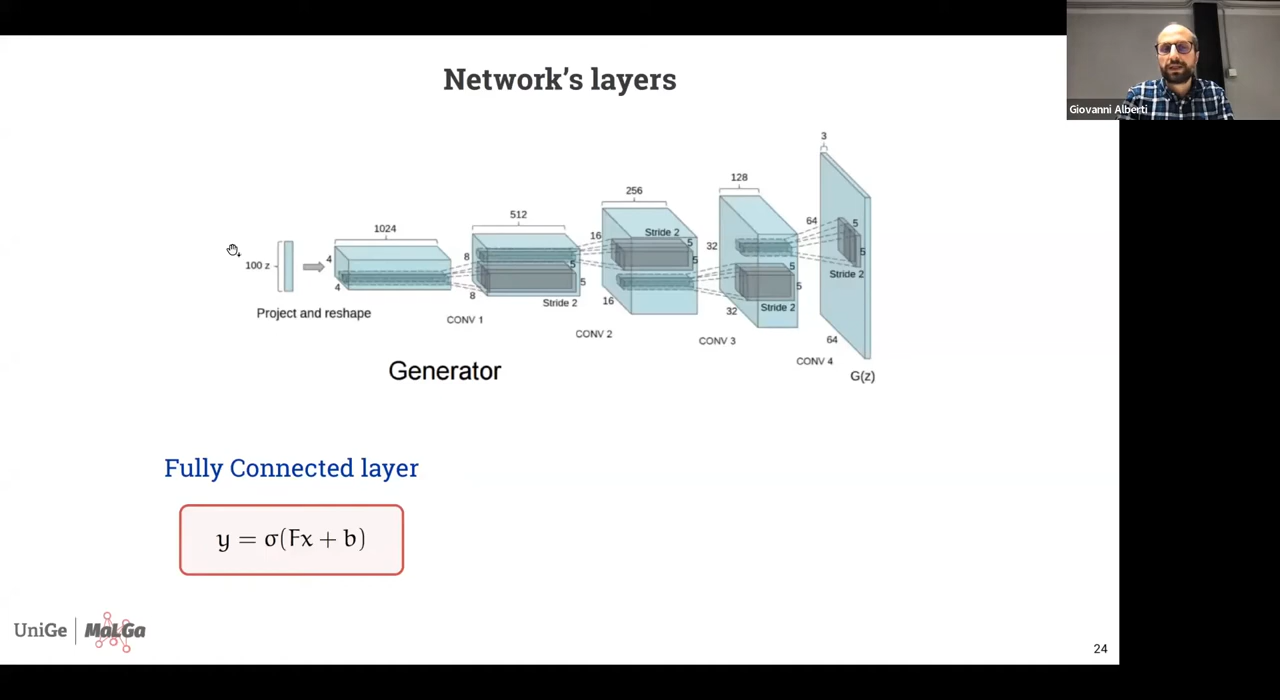 Network's layers
Giovanni Alberti
3
128
256
64
512
16
Stride 2
5
1024
32
5
8
5
5
100 z
4
5
5
Stride 2
4
5
5
8
Stride 2
16
32
Stride 2
Project and reshape
CONV 1
CONV 2
CONV 3
64
CONV 4
G(z)
Generator
Fully Connected layer
y = σ(Fx + b)
UniGe
MaLGa
24